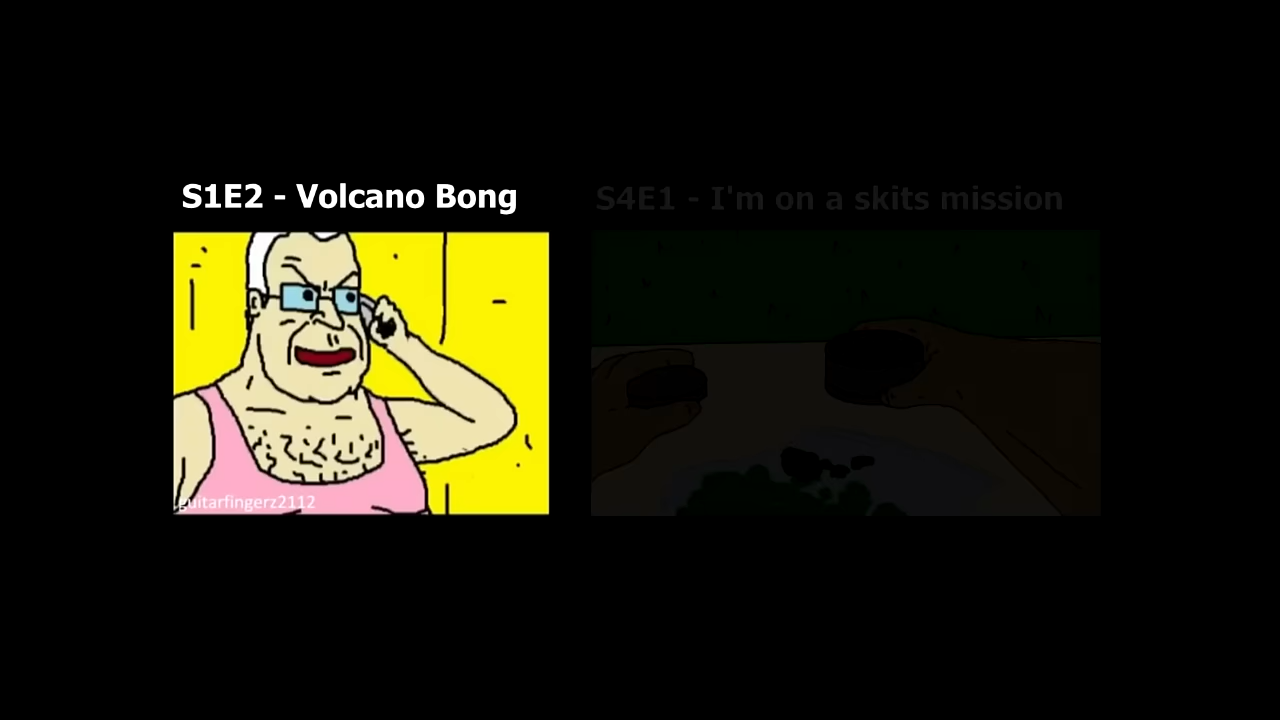 S1E2 - Volcano Bong
S4E1 - I'm on a skits mission
guitarfingerz2112